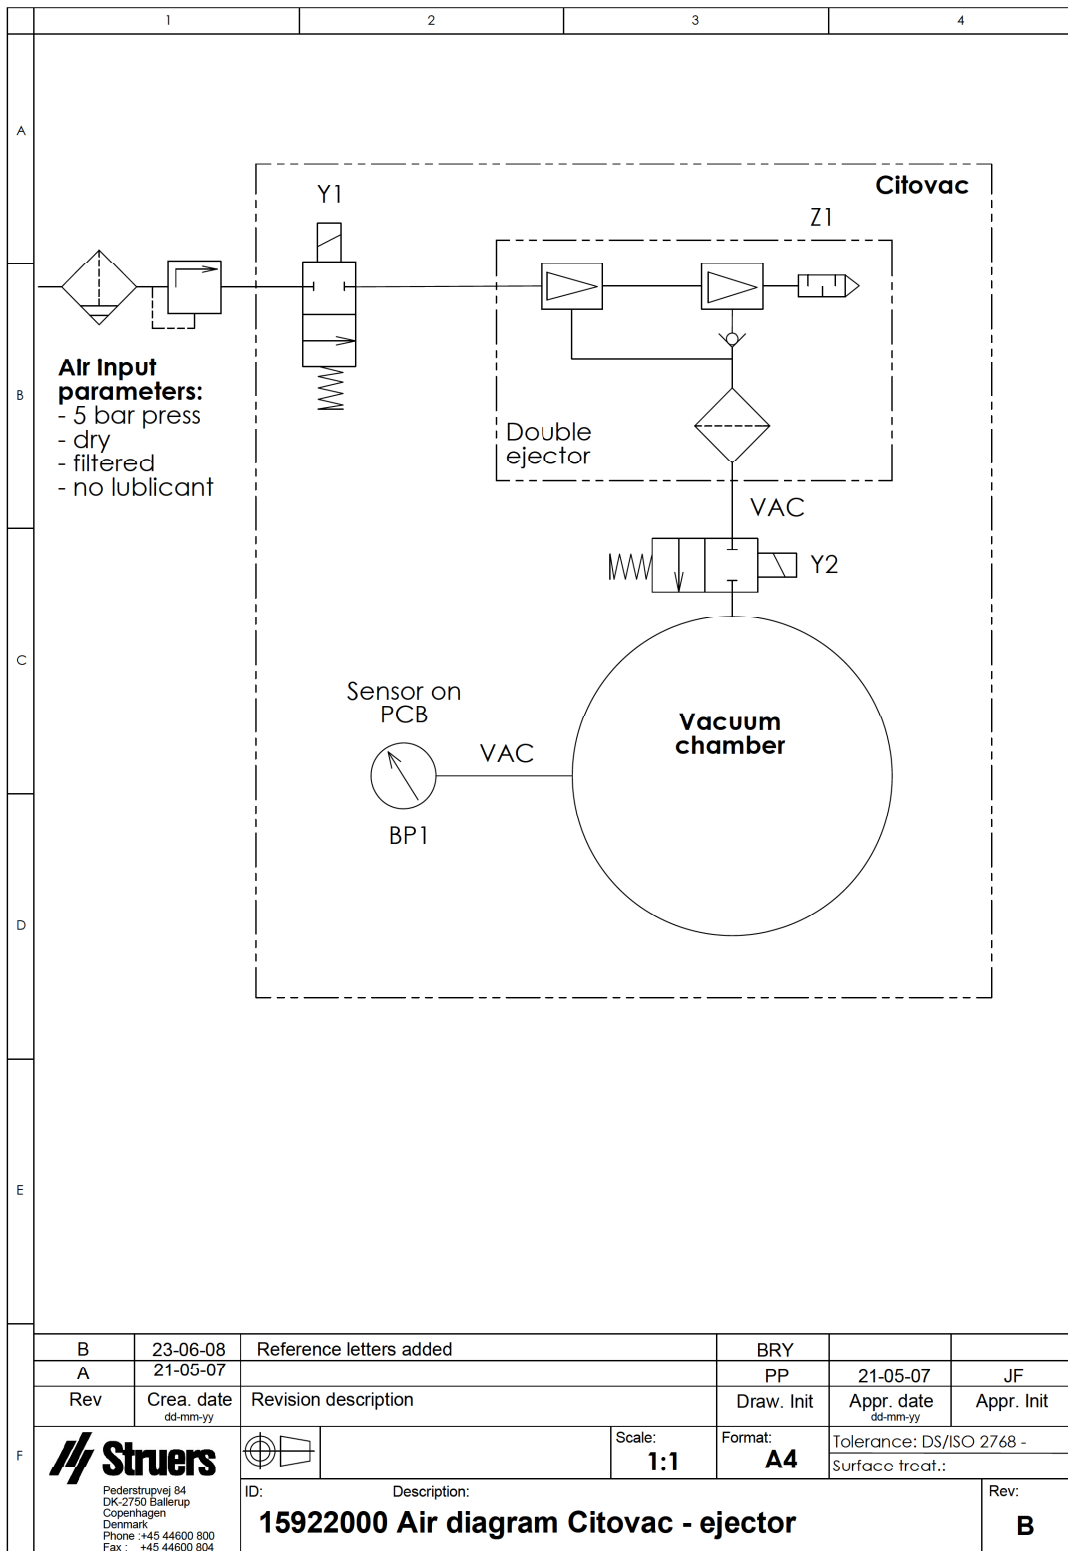 1 2 3 4
A
Y1
Citovac
Z1
Air Input
parameters:
- 5 bar press
- dry
- filtered
- no lublicant
B
Double
ejector
VAC
Y2
C
Sensor on
PCB
VAC
BP1
Vacuum
chamber
D
E
B 23-06-08 Reference letters added BRY
A 21-05-07 PP 21-05-07 JF
Rev Crea. date Revision description Draw. Init Appr. date Appr. Init
dd-mm-yy dd-mm-yy
F
Struers
Pederstrupvej 84
DK-2750 Ballerup
Copenhagen
Denmark
Phone :+45 44600 800
Fax : +45 44600 804
Scale:
1:1
Format:
A4
Tolerance: DS/ISO 2768 -
Surface treat.:
ID: Description:
15922000 Air diagram Citovac - ejector
Rev:
B